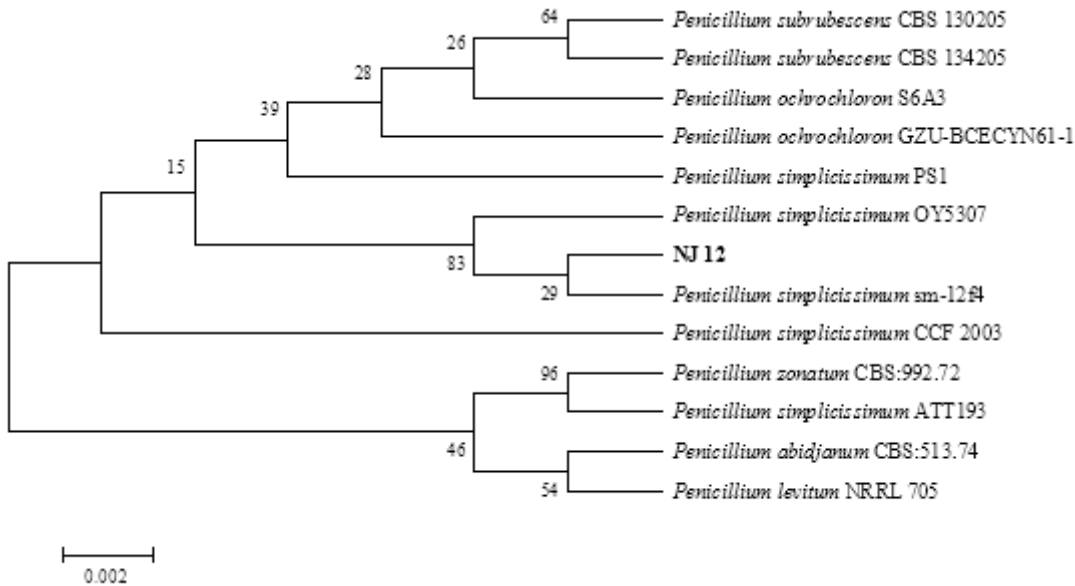 64
Penicillium subrubescens CBS 130205
26
Penicillium subrubescens CBS 134205
28
Penicillium ochrochloron S6A3
39
Penicillium ochrochloron GZU-BCECYN61-1
15
Penicillium simplicissimum PS1
Penicillium simplicissimum OY5307
NJ 12
83
29
Penicillium simplicissimum sm-12f4
Penicillium simplicissimum CCF 2003
96
Penicillium zonatum CBS:992.72
Penicillium simplicissimum ATT193
46
Penicillium abidjanum CBS:513.74
54
Penicillium levitum NRRL 705
0.002